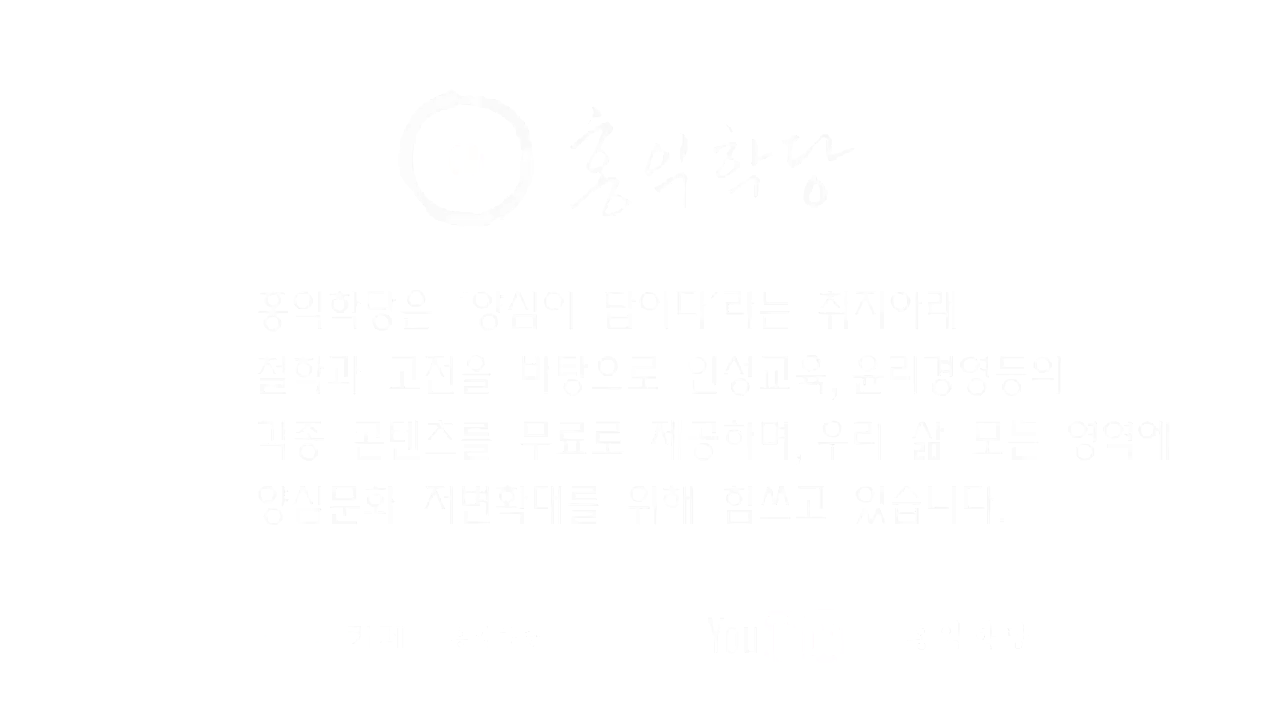 홍익학당
홍익학당은 '양심이 답이다'라는 취지아래
철학과 고전을 바탕으로 인성교육, 윤리경영등의
각종 콘텐츠를 무료로 제공하며, 우리 삶 모든 영역에
양심문화 저변확대를 위해 힘쓰고 있습니다.
You